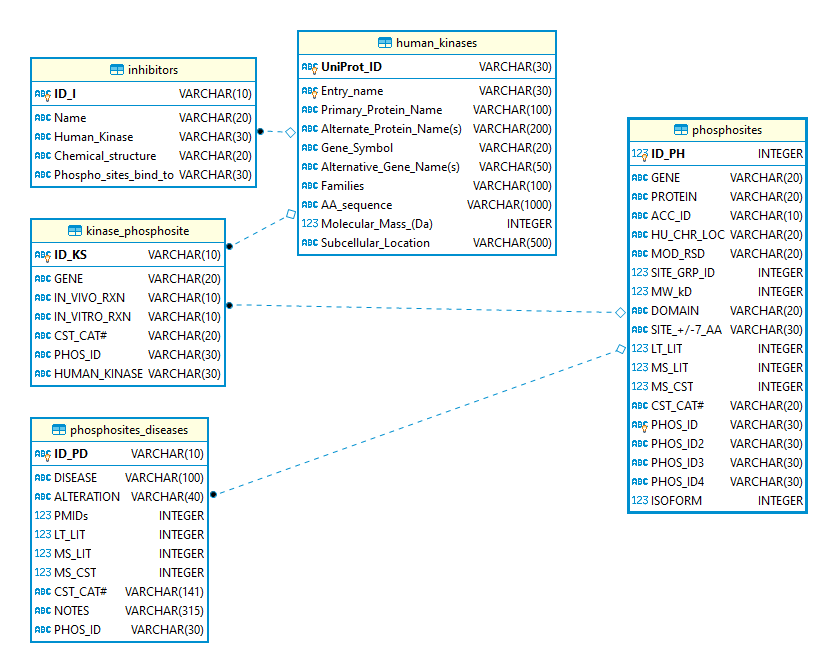 inhibitors
ABC ID_I VARCHAR(10)
ABC Name VARCHAR(20)
ABC Human_Kinase VARCHAR(30)
ABC Chemical_structure VARCHAR(20)
ABC Phospho_sites_bind_to VARCHAR(30)
human_kinases
ABC UniProt_ID VARCHAR(30)
ABC Entry_name VARCHAR(30)
ABC Primary_Protein_Name VARCHAR(100)
ABC Alternate_Protein_Name(s) VARCHAR(200)
ABC Gene_Symbol VARCHAR(20)
ABC Alternative_Gene_Name(s) VARCHAR(50)
ABC Families VARCHAR(100)
ABC AA_sequence VARCHAR(1000)
123 Molecular_Mass_(Da) INTEGER
ABC Subcellular_Location VARCHAR(500)
phosphosites
123 ID_PH INTEGER
ABC GENE VARCHAR(20)
ABC PROTEIN VARCHAR(20)
ABC ACC_ID VARCHAR(10)
ABC HU_CHR_LOC VARCHAR(20)
ABC MOD_RSD VARCHAR(20)
123 SITE_GRP_ID INTEGER
123 MW_kD INTEGER
ABC DOMAIN VARCHAR(20)
ABC SITE_+/-7_AA VARCHAR(30)
123 LT_LIT INTEGER
123 MS_LIT INTEGER
123 MS_CST INTEGER
ABC CST_CAT# VARCHAR(20)
ABC PHOS_ID VARCHAR(30)
ABC PHOS_ID2 VARCHAR(30)
ABC PHOS_ID3 VARCHAR(30)
ABC PHOS_ID4 VARCHAR(30)
123 ISOFORM INTEGER
kinase_phosphosite
ABC ID_KS VARCHAR(10)
ABC GENE VARCHAR(20)
ABC IN_VIVO_RXN VARCHAR(10)
ABC IN_VITRO_RXN VARCHAR(10)
ABC CST_CAT# VARCHAR(20)
ABC PHOS_ID VARCHAR(30)
ABC HUMAN_KINASE VARCHAR(30)
phosphosites_diseases
ABC ID_PD VARCHAR(10)
ABC DISEASE VARCHAR(100)
ABC ALTERATION VARCHAR(40)
123 PMIDs INTEGER
123 LT_LIT INTEGER
123 MS_LIT INTEGER
123 MS_CST INTEGER
ABC CST_CAT# VARCHAR(141)
ABC NOTES VARCHAR(315)
ABC PHOS_ID VARCHAR(30)